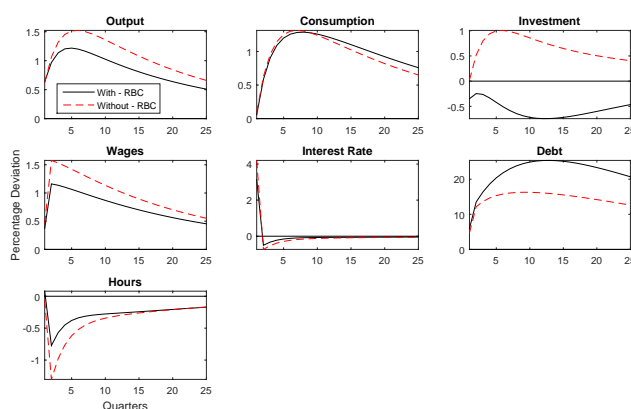 Output
1.5
1
0.5
0
With - RBC
Without - RBC
5 10 15 20 25
Consumption
1
0.5
0
5 10 15 20 25
Investment
1
0.5
0
-0.5
5 10 15 20 25
Percentage Deviation
Wages
1.5
1
0.5
0
5 10 15 20 25
Interest Rate
4
2
0
5 10 15 20 25
Debt
20
10
0
5 10 15 20 25
Hours
0
-0.5
-1
5 10 15 20 25
Quarters